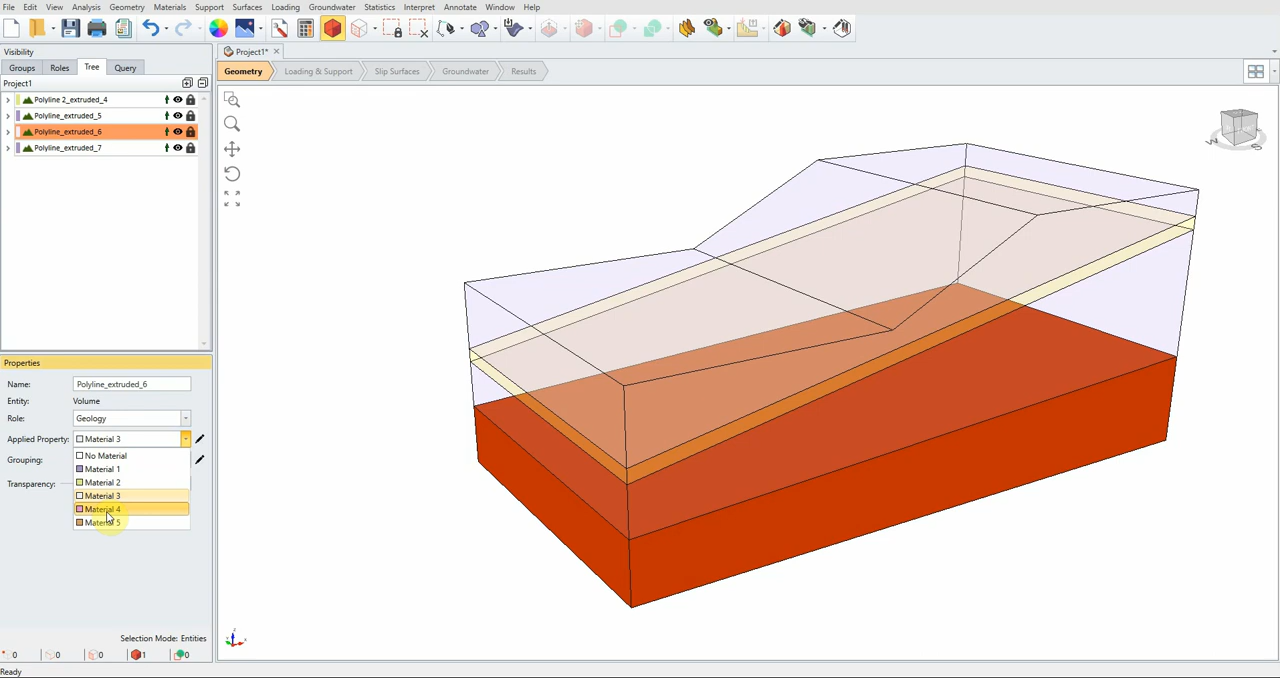 File Edit View Analysis Geometry Materials Support Surfaces Loading Groundwater Statistics Interpret Annotate Window Help
Visibility
Project1*
Groups Roles Tree Query
Geometry Loading & Support Slip Surfaces Groundwater Results
Project1
Polyline 2_extruded_4
Polyline_extruded_5
Polyline_extruded_6
Polyline_extruded_7
W S
Properties
Name: Polyline_extruded_6
Entity: Volume
Role: Geology
Applied Property: Material 3
No Material
Grouping:
Material 1
Material 2
Transparency:
Material 3
Material 4
Material 5
Selection Mode: Entities
0 0 0 1 0
Ready